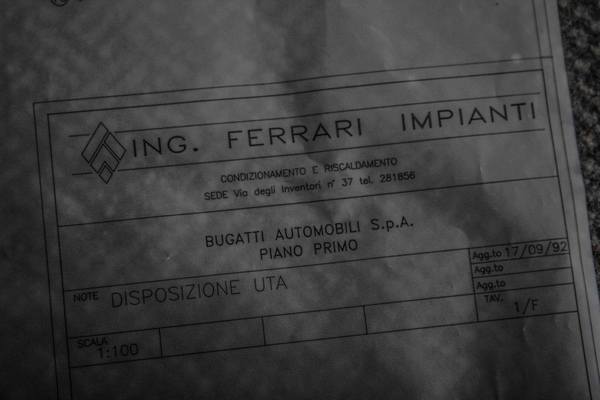 ING. FERRARI IMPIANTI
CONDIZIONAMENTO E RISCALDAMENTO
SEDE Via degli Inventori n° 37 tel. 281856
BUGATTI AUTOMOBILI S.p.A.
PIANO PRIMO
Agg.to 17/09/92
Agg.to
Agg.to
NOTE DISPOSIZIONE UTA
TAV. 1/F
SCALA
1:100